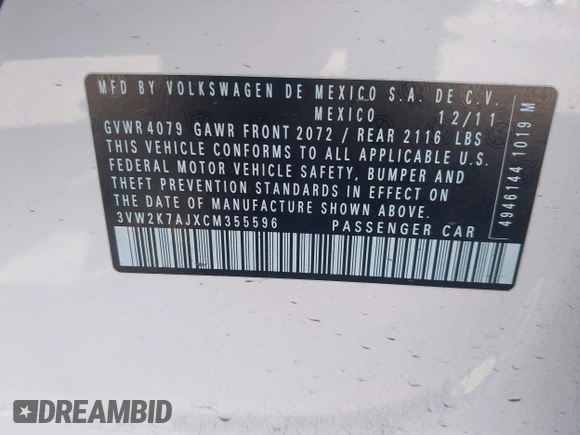 MFD BY VOLKSWAGEN DE MEXICO S.A. DE C.V.
MEXICO 12/11
GVWR 4079 GAWR FRONT 2072 / REAR 2116 LBS
THIS VEHICLE CONFORMS TO ALL APPLICABLE U.S.
FEDERAL MOTOR VEHICLE SAFETY, BUMPER AND
THEFT PREVENTION STANDARDS IN EFFECT ON
THE DATE OF MANUFACTURE SHOWN ABOVE.
3VW2K7AJXCM355596 PASSENGER CAR
4946144 1019 M
DREAMBID